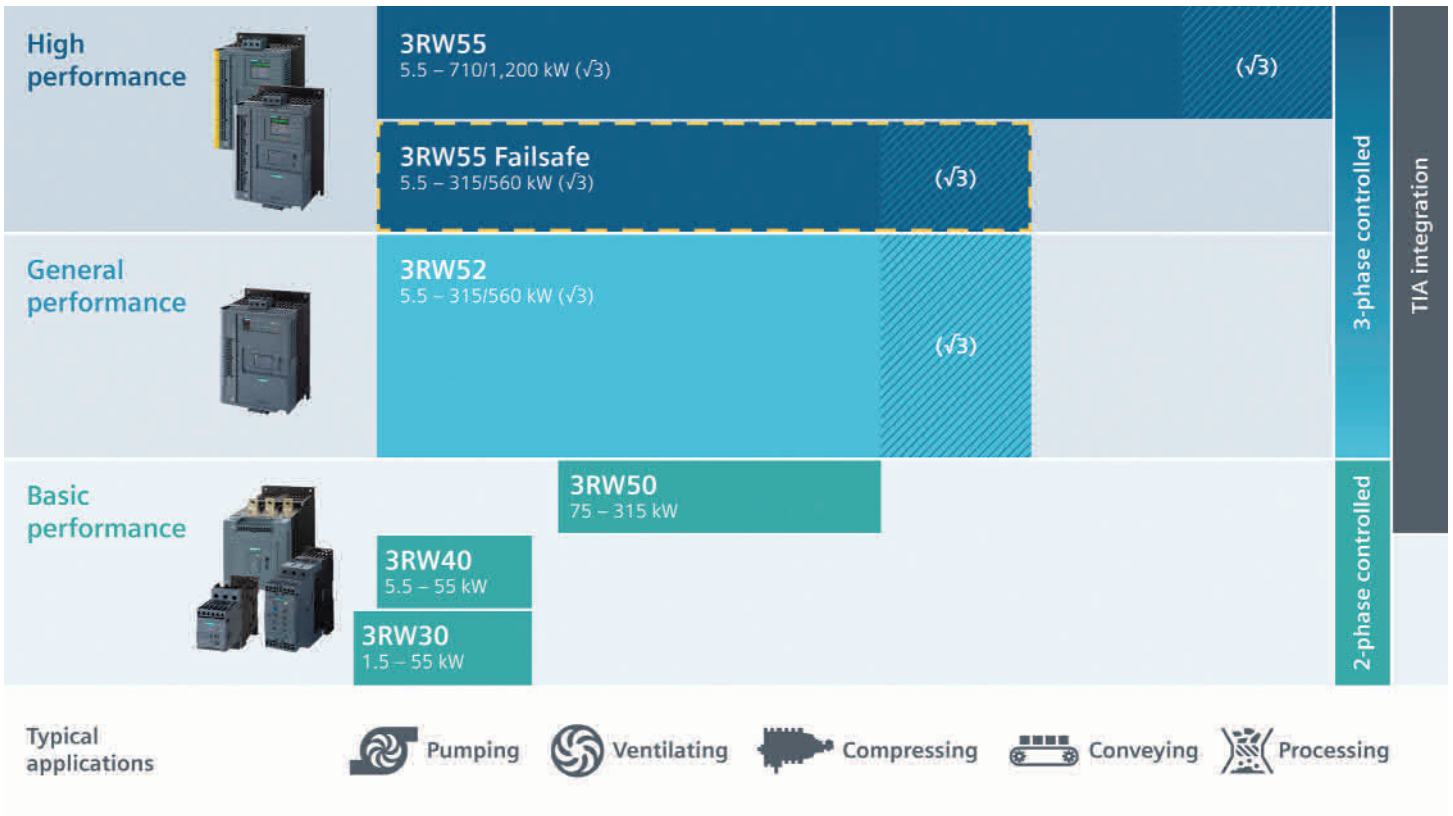 High
performance
3RW55
5.5 – 710/1,200 kW (√3)
(√3)
3RW55 Failsafe
5.5 – 315/560 kW (√3)
(√3)
General
performance
3RW52
5.5 – 315/560 kW (√3)
(√3)
3-phase controlled
TIA integration
Basic
performance
3RW50
75 – 315 kW
3RW40
5.5 – 55 kW
3RW30
1.5 – 55 kW
2-phase controlled
Typical
applications
Pumping
Ventilating
Compressing
Conveying
Processing